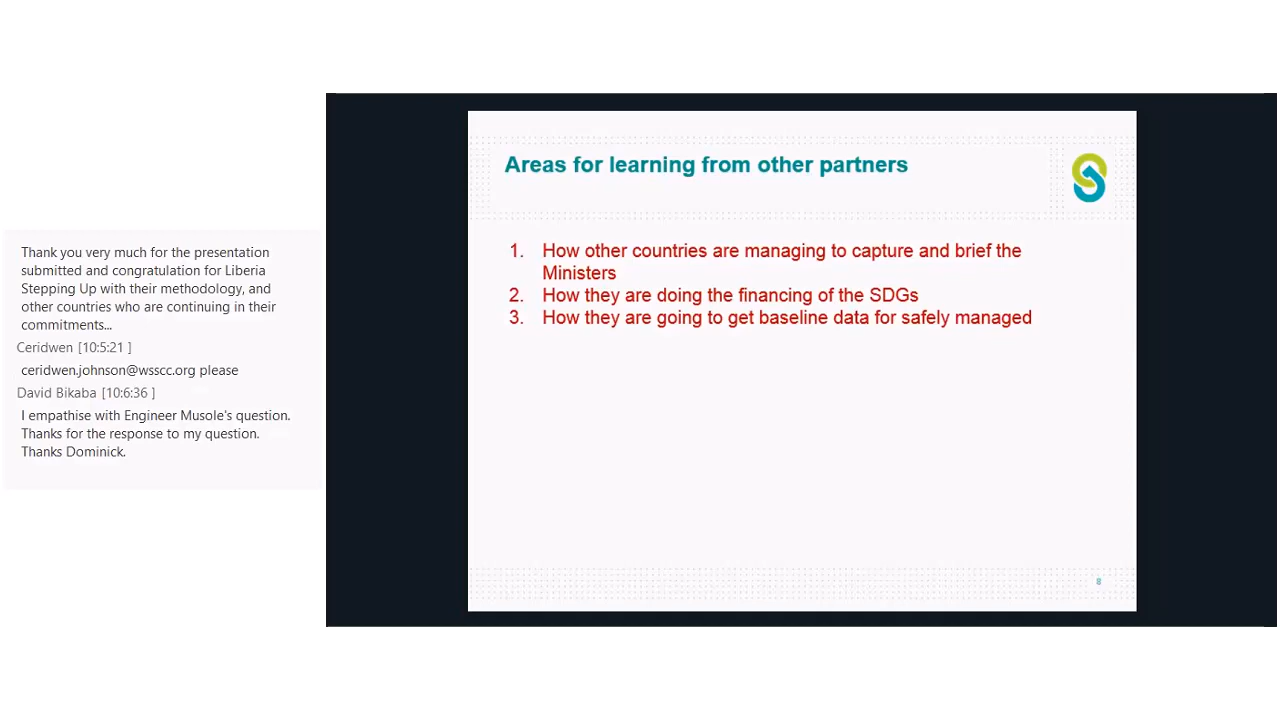 Thank you very much for the presentation
submitted and congratulation for Liberia
Stepping Up with their methodology, and
other countries who are continuing in their
commitments...
Ceridwen [10:5:21 ]
ceridwen.johnson@wsscc.org please
David Bikaba [10:6:36 ]
I empathise with Engineer Musole's question.
Thanks for the response to my question.
Thanks Dominick.
Areas for learning from other partners
1. How other countries are managing to capture and brief the
Ministers
2. How they are doing the financing of the SDGs
3. How they are going to get baseline data for safely managed
8